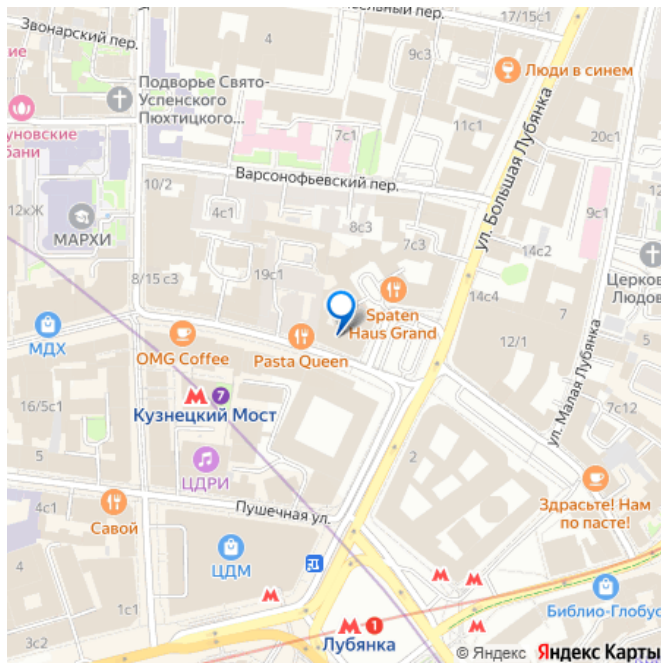 сельный пер.
17/15с1
Звонарский пер.
4
9с3
Люди в синем
Подворье Свято-
Успенского
Пюхтицкого...
уновские
бани
11с1
7с1
20с1
ул. Большая Лубянка
10/2
Варсонофьевский пер.
12кЖ
МАРХИ
4с1
8с3
7с3
9с1
14с2
Церков
Людов
8/15 с3
19с1
14с4
Spaten
Haus Grand
7
МДХ
OMG Coffee
Pasta Queen
12/1
ул. Малая Лубянка
7
Кузнецкий Мост
16/5с1
7с12
5
ЦДРИ
2
Здрасьте! Нам
по пасте!
4с1
Савой
Пушечная ул.
5
ЦДМ
1с1
Библио-Глобус
1
Лубянка
3с2
© Яндекс Яндекс Карты